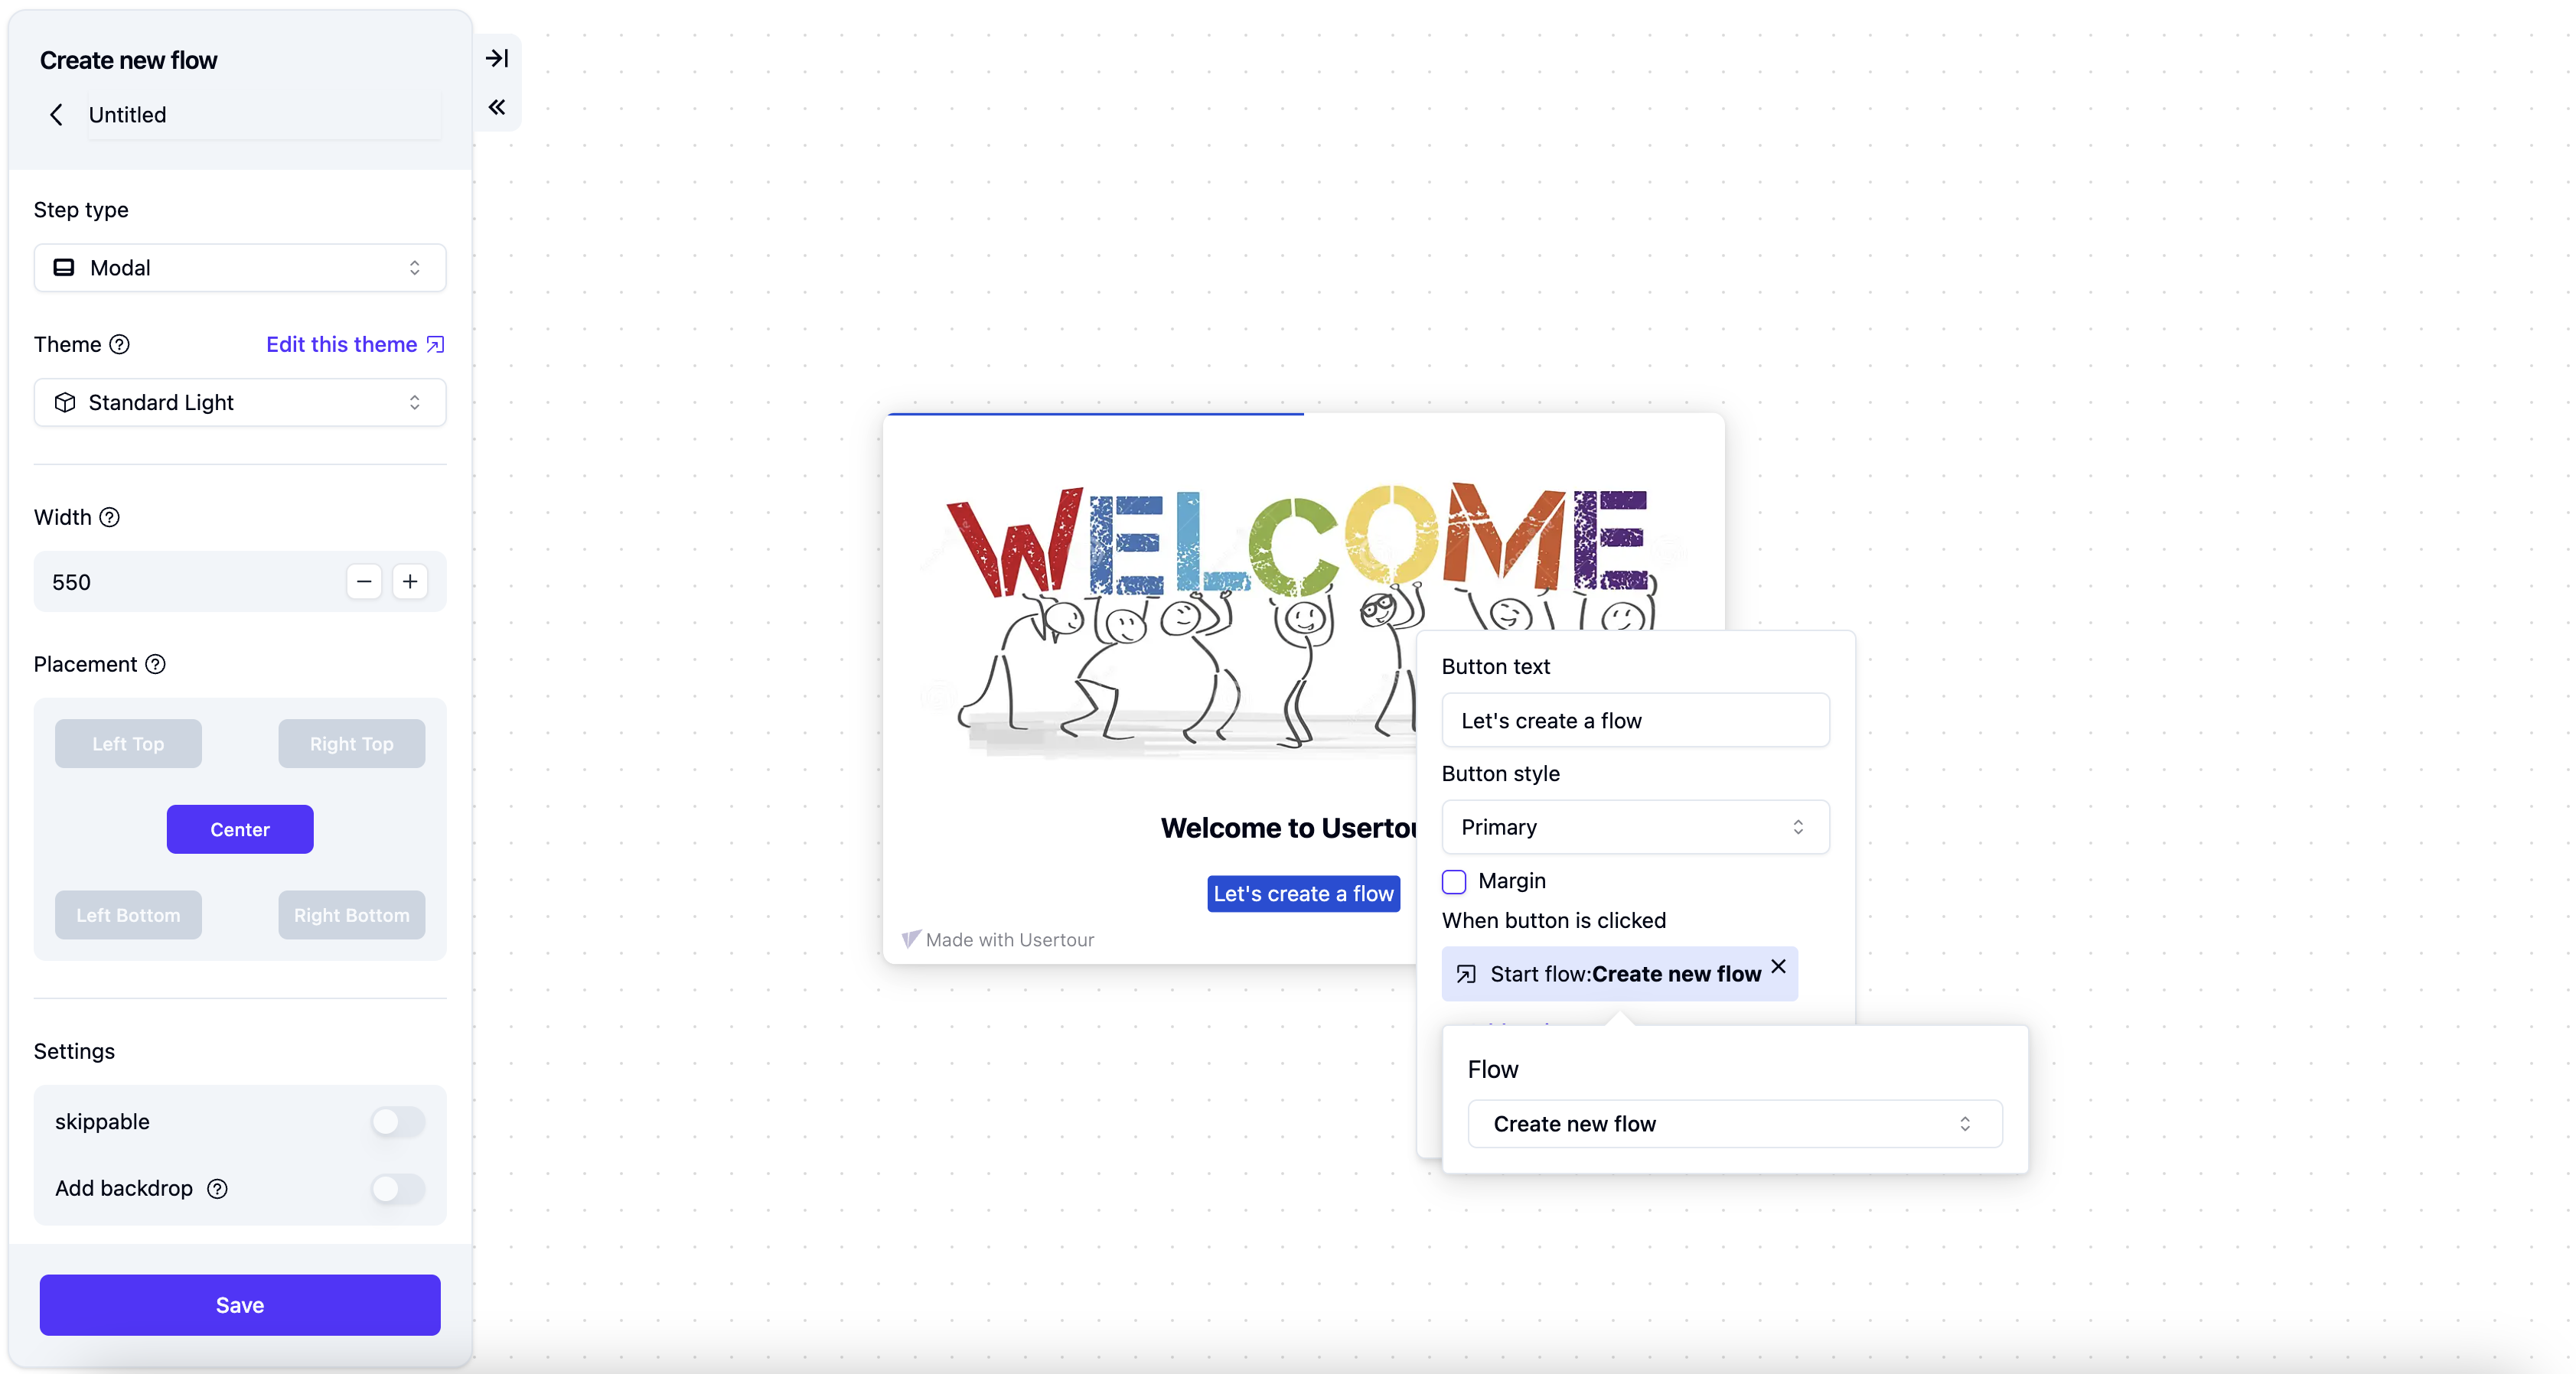 Create new flow
Untitled
Step type
Modal
Theme
Edit this theme
Standard Light
Width
550
Placement
Left Top
Right Top
Center
Left Bottom
Right Bottom
Settings
skippable
Add backdrop
Save
WELCOME
Welcome to Usertou
Let's create a flow
Made with Usertour
Button text
Let's create a flow
Button style
Primary
Margin
When button is clicked
Start flow:Create new flow
Flow
Create new flow